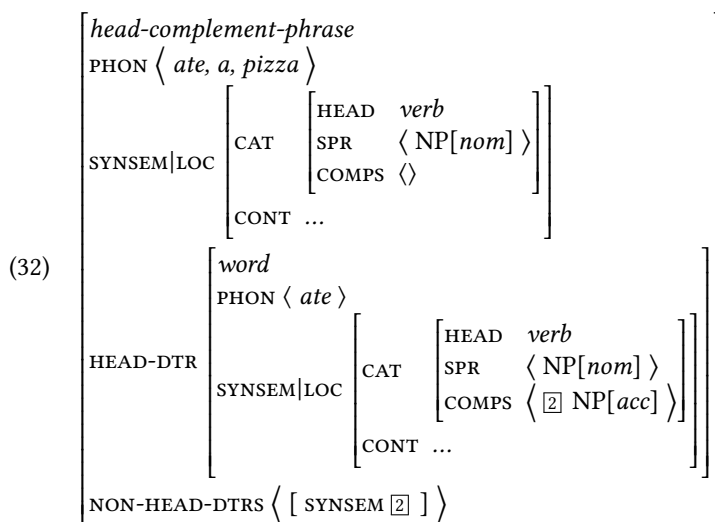 head-complement-phrase
PHON ⟨ ate, a, pizza ⟩
HEAD verb
CAT SPR ⟨ NP[nom] ⟩
SYNSEM|LOC COMPS ⟨⟩
CONT ...
(32)
word
PHON ⟨ ate ⟩
HEAD verb
HEAD-DTR CAT SPR ⟨ NP[nom] ⟩
SYNSEM|LOC COMPS ⟨ 2 NP[acc] ⟩
CONT ...
NON-HEAD-DTRS ⟨ [ SYNSEM 2 ] ⟩